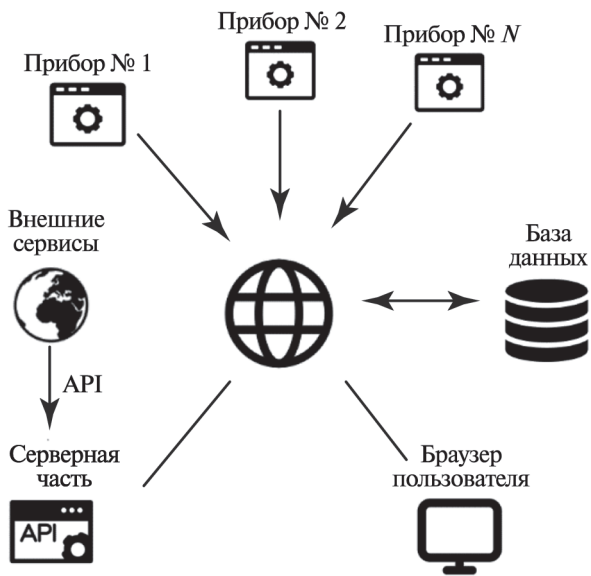 Прибор № 1
Прибор № 2
Прибор № N
Внешние
сервисы
База
данных
API
Серверная
часть
API
Браузер
пользователя